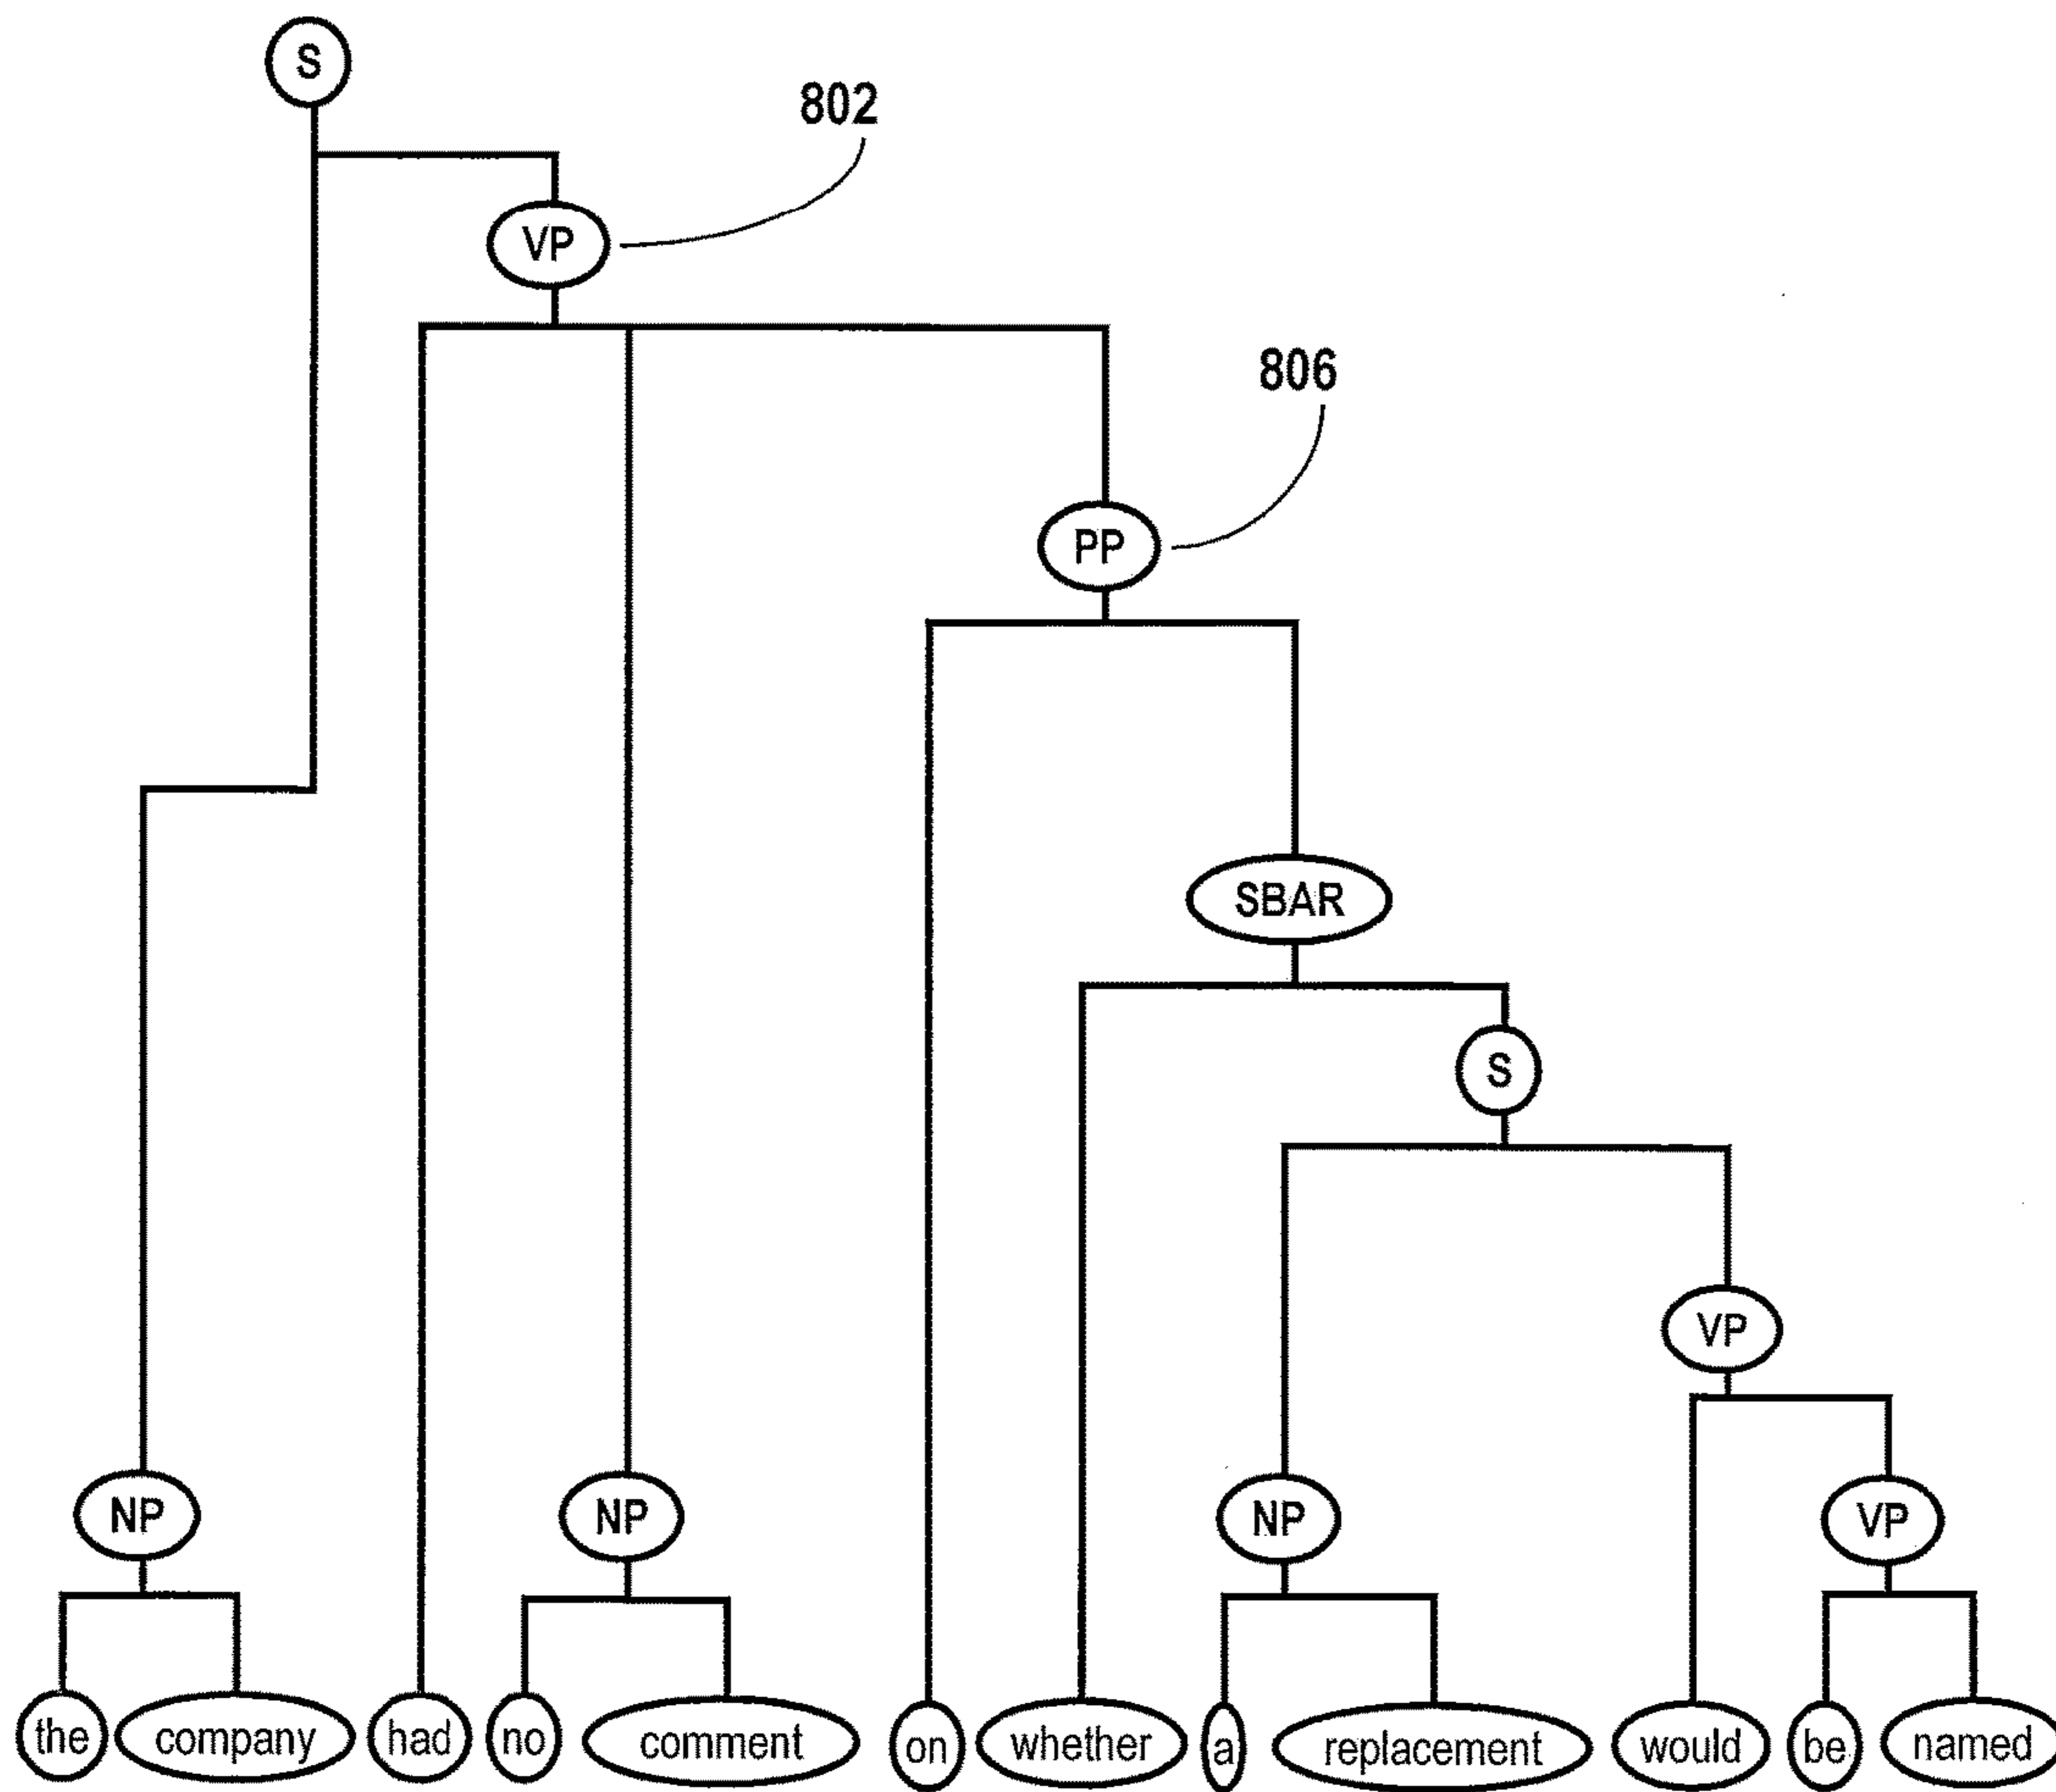 S
802
VP
806
PP
SBAR
S
VP
NP NP NP VP
the company had no comment on whether a replacement would be named